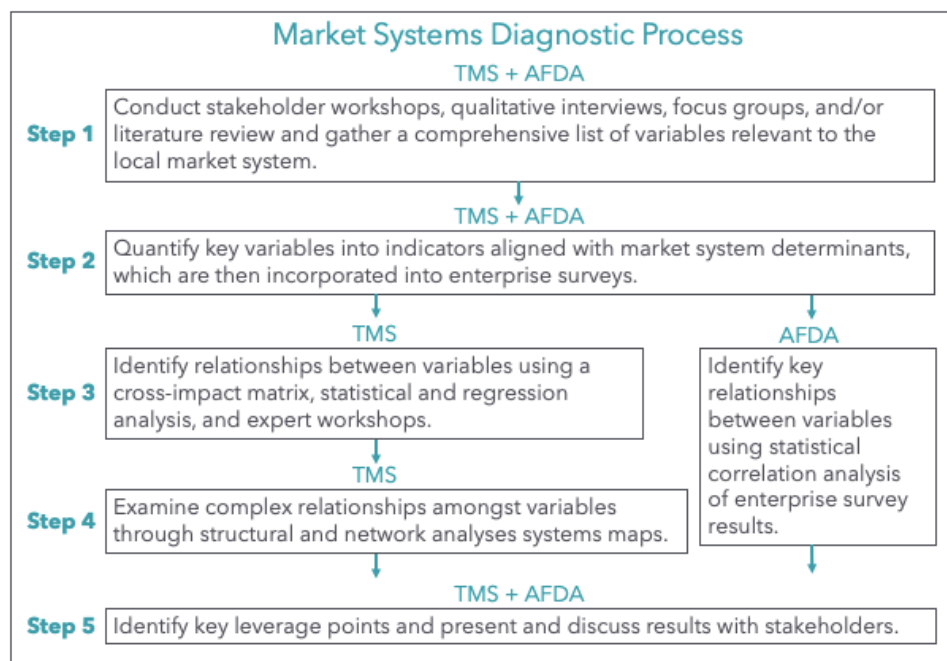 Market Systems Diagnostic Process
TMS + AFDA
Step 1
Conduct stakeholder workshops, qualitative interviews, focus groups, and/or
literature review and gather a comprehensive list of variables relevant to the
local market system.
TMS + AFDA
Step 2
Quantify key variables into indicators aligned with market system determinants,
which are then incorporated into enterprise surveys.
TMS
Step 3
Identify relationships between variables using a
cross-impact matrix, statistical and regression
analysis, and expert workshops.
TMS
Step 4
Examine complex relationships amongst variables
through structural and network analyses systems maps.
AFDA
Identify key
relationships
between variables
using statistical
correlation analysis
of enterprise survey
results.
TMS + AFDA
Step 5
Identify key leverage points and present and discuss results with stakeholders.